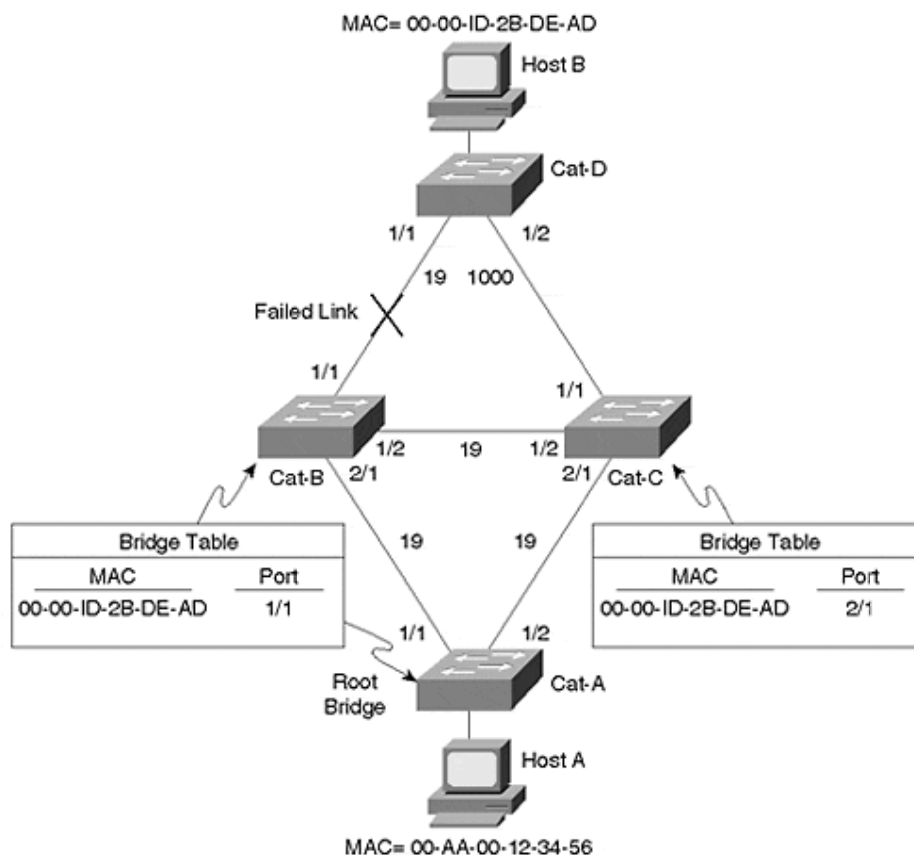 MAC= 00-00-ID-2B-DE-AD
Host B
Cat-D
1/1
1/2
19
1000
Failed Link
1/1
1/1
1/2
19
1/2
2/1
2/1
Cat-B
Cat-C
Bridge Table
MAC Port
00-00-ID-2B-DE-AD 1/1
Bridge Table
MAC Port
00-00-ID-2B-DE-AD 2/1
19
19
1/1
1/2
Root
Bridge
Cat-A
Host A
MAC= 00-AA-00-12-34-56